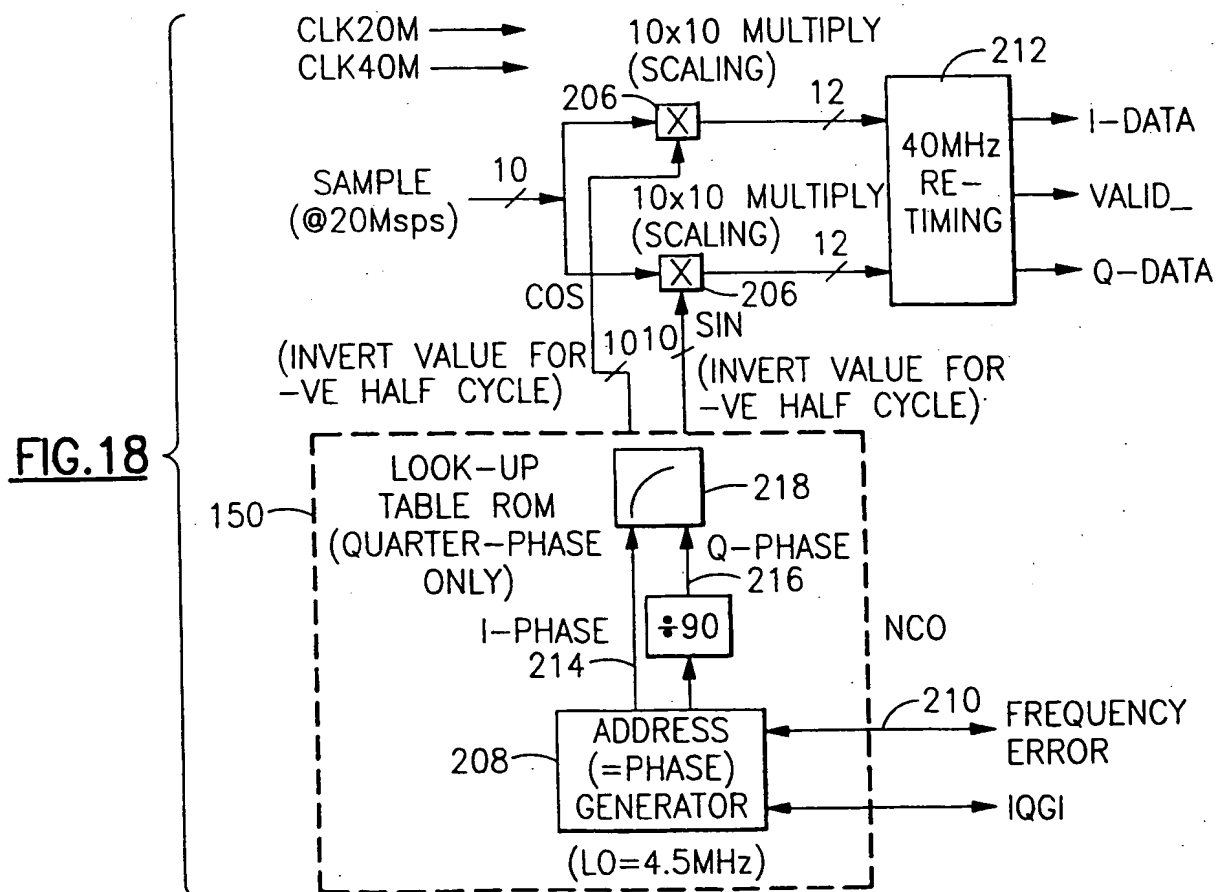 CLK20M
CLK40M
10x10 MULTIPLY
(SCALING)
206
X
12
212
I-DATA
SAMPLE
(@20Msps)
10
10x10 MULTIPLY
(SCALING)
40MHz
RE-
TIMING
VALID_
COS
X
206
12
Q-DATA
(INVERT VALUE FOR
-VE HALF CYCLE)
10
10
SIN
(INVERT VALUE FOR
-VE HALF CYCLE)
FIG.18
150
LOOK-UP
TABLE ROM
(QUARTER-PHASE
ONLY)
218
Q-PHASE
216
I-PHASE
214
÷90
NCO
208
ADDRESS
(=PHASE)
GENERATOR
210
FREQUENCY
ERROR
IQGI
(LO=4.5MHz)